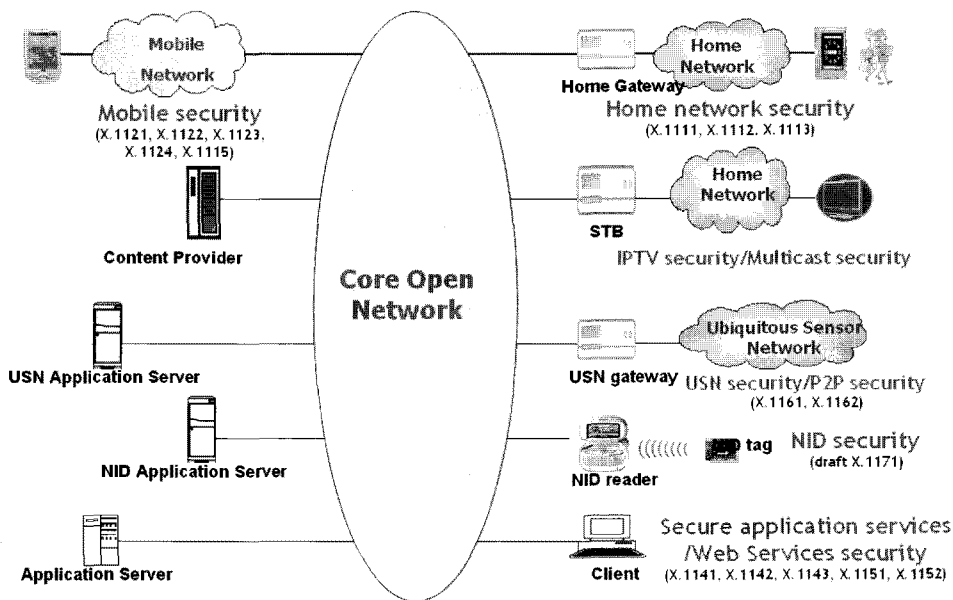 Mobile
Network
Mobile security
(X.1121, X.1122, X.1123,
X.1124, X.1115)
Content Provider
USN Application Server
NID Application Server
Application Server
Core Open
Network
Home Gateway
Home
Network
Home network security
(X.1111, X.1112, X.1113)
STB
Home
Network
IPTV security/Multicast security
USN gateway
Ubiquitous Sensor
Network
USN security/P2P security
(X.1161, X.1162)
NID reader
tag
NID security
(draft X.1171)
Client
Secure application services
/Web Services security
(X.1141, X.1142, X.1143, X.1151, X.1152)